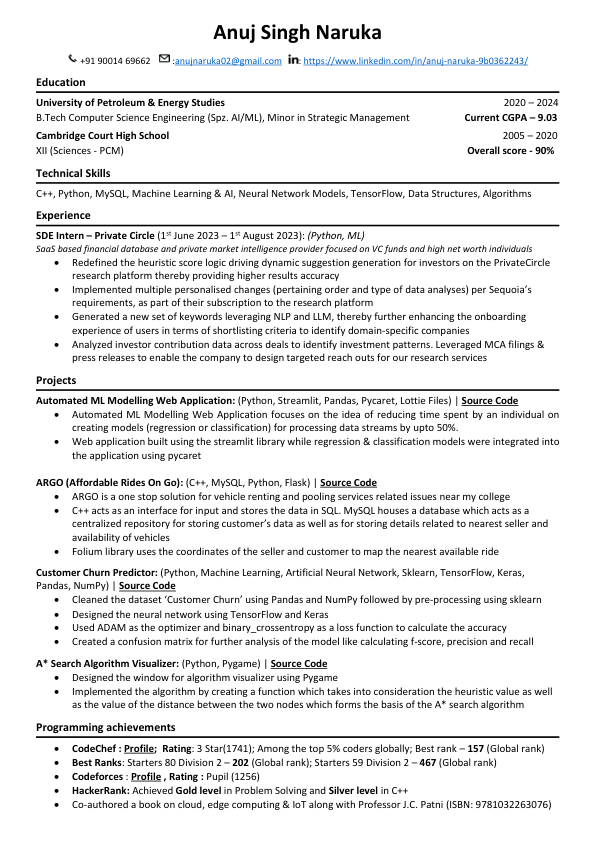 Anuj Singh Naruka
+91 90014 69662 :anujnaruka02@gmail.com in: https://www.linkedin.com/in/anuj-naruka-9b0362243/
Education
University of Petroleum & Energy Studies 2020 – 2024
B.Tech Computer Science Engineering (Spz. AI/ML), Minor in Strategic Management Current CGPA – 9.03
Cambridge Court High School 2005 – 2020
XII (Sciences - PCM) Overall score - 90%
Technical Skills
C++, Python, MySQL, Machine Learning & AI, Neural Network Models, TensorFlow, Data Structures, Algorithms
Experience
SDE Intern – Private Circle (1st June 2023 – 1st August 2023): (Python, ML)
SaaS based financial database and private market intelligence provider focused on VC funds and high net worth individuals
• Redefined the heuristic score logic driving dynamic suggestion generation for investors on the PrivateCircle
research platform thereby providing higher results accuracy
• Implemented multiple personalised changes (pertaining order and type of data analyses) per Sequoia's
requirements, as part of their subscription to the research platform
• Generated a new set of keywords leveraging NLP and LLM, thereby further enhancing the onboarding
experience of users in terms of shortlisting criteria to identify domain-specific companies
• Analyzed investor contribution data across deals to identify investment patterns. Leveraged MCA filings &
press releases to enable the company to design targeted reach outs for our research services
Projects
Automated ML Modelling Web Application: (Python, Streamlit, Pandas, Pycaret, Lottie Files) | Source Code
• Automated ML Modelling Web Application focuses on the idea of reducing time spent by an individual on
creating models (regression or classification) for processing data streams by upto 50%.
• Web application built using the streamlit library while regression & classification models were integrated into
the application using pycaret
ARGO (Affordable Rides On Go): (C++, MySQL, Python, Flask) | Source Code
• ARGO is a one stop solution for vehicle renting and pooling services related issues near my college
• C++ acts as an interface for input and stores the data in SQL. MySQL houses a database which acts as a
centralized repository for storing customer's data as well as for storing details related to nearest seller and
availability of vehicles
• Folium library uses the coordinates of the seller and customer to map the nearest available ride
Customer Churn Predictor: (Python, Machine Learning, Artificial Neural Network, Sklearn, TensorFlow, Keras,
Pandas, NumPy) | Source Code
• Cleaned the dataset 'Customer Churn' using Pandas and NumPy followed by pre-processing using sklearn
• Designed the neural network using TensorFlow and Keras
• Used ADAM as the optimizer and binary_crossentropy as a loss function to calculate the accuracy
• Created a confusion matrix for further analysis of the model like calculating f-score, precision and recall
A* Search Algorithm Visualizer: (Python, Pygame) | Source Code
• Designed the window for algorithm visualizer using Pygame
• Implemented the algorithm by creating a function which takes into consideration the heuristic value as well
as the value of the distance between the two nodes which forms the basis of the A* search algorithm
Programming achievements
• CodeChef : Profile; Rating: 3 Star(1741); Among the top 5% coders globally; Best rank – 157 (Global rank)
• Best Ranks: Starters 80 Division 2 – 202 (Global rank); Starters 59 Division 2 – 467 (Global rank)
• Codeforces : Profile , Rating : Pupil (1256)
• HackerRank: Achieved Gold level in Problem Solving and Silver level in C++
• Co-authored a book on cloud, edge computing & IoT along with Professor J.C. Patni (ISBN: 9781032263076)